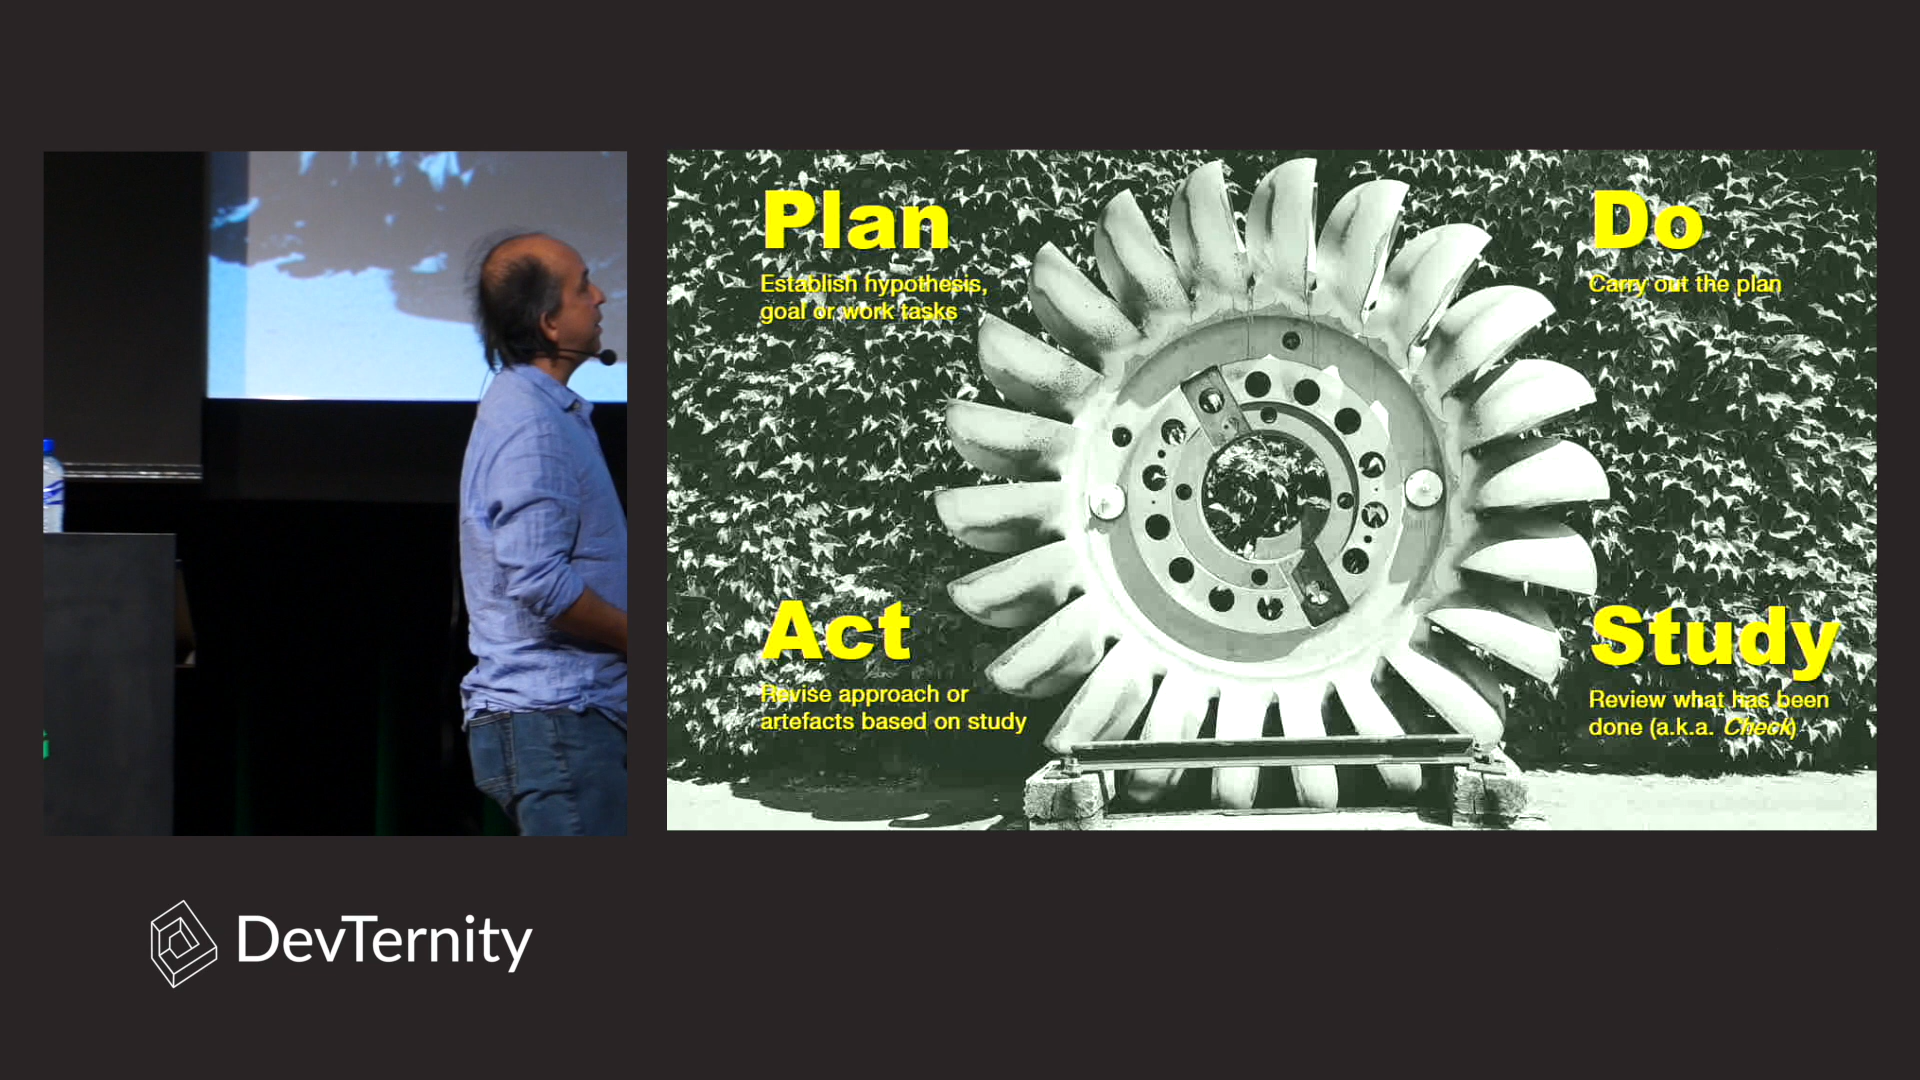 Plan
Establish hypothesis,
goal or work tasks
Do
Carry out the plan
Act
Revise approach or
artefacts based on study
Study
Review what has been
done (a.k.a. Check)
DevTernity